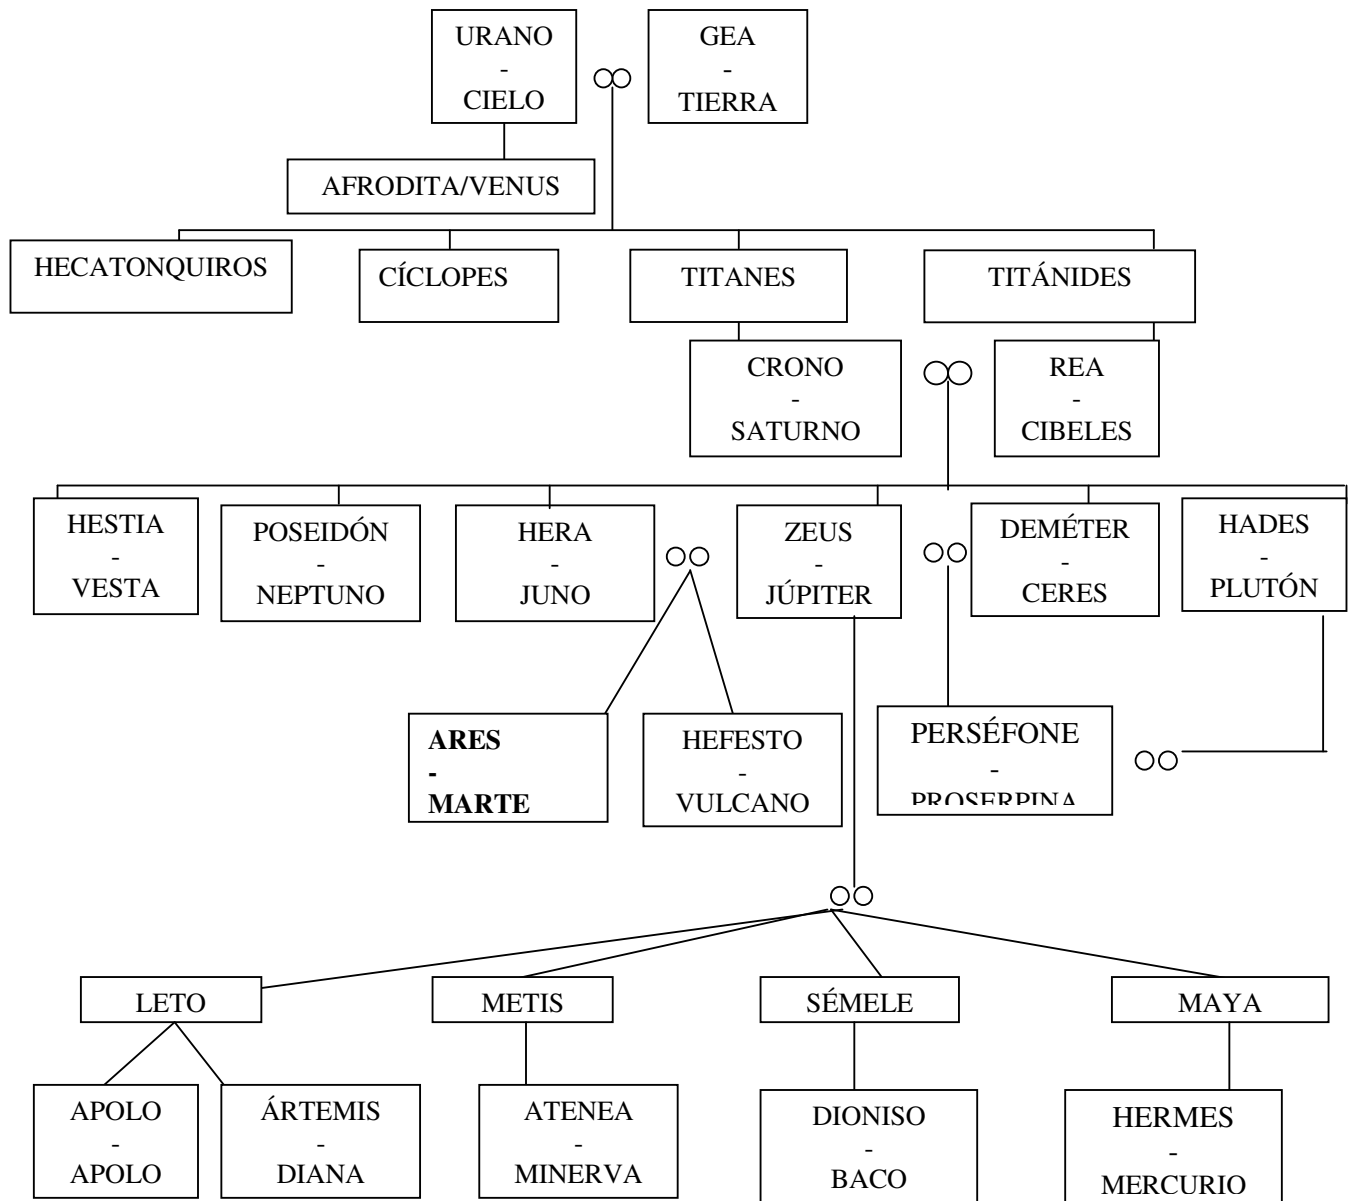 URANO
-
CIELO
GEA
-
TIERRA
AFRODITA/VENUS
HECATONQUIROS
CÍCLOPES
TITANES
TITÁNIDES
CRONO
-
SATURNO
REA
-
CIBELES
HESTIA
-
VESTA
POSEIDÓN
-
NEPTUNO
HERA
-
JUNO
ZEUS
-
JÚPITER
DEMÉTER
-
CERES
HADES
-
PLUTÓN
ARES
-
MARTE
HEFESTO
-
VULCANO
PERSÉFONE
-
PROSERPINA
LETO
METIS
SÉMELE
MAYA
APOLO
-
APOLO
ÁRTEMIS
-
DIANA
ATENEA
-
MINERVA
DIONISO
-
BACO
HERMES
-
MERCURIO